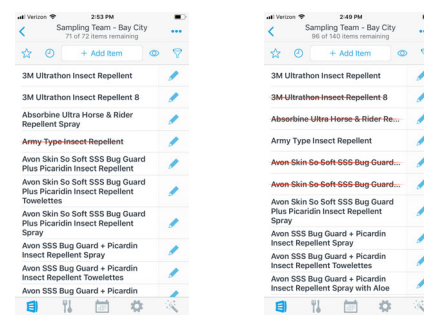 Verizon 2:53 PM
Sampling Team - Bay City
71 of 72 items remaining
+ Add Item
3M Ultrathon Insect Repellent
3M Ultrathon Insect Repellent 8
Absorbine Ultra Horse & Rider
Repellent Spray
Army Type Insect Repellent
Avon Skin So Soft SSS Bug Guard
Plus Picaridin Insect Repellent
Avon Skin So Soft SSS Bug Guard
Plus Picaridin Insect Repellent
Towelettes
Avon Skin So Soft SSS Bug Guard
Plus Picaridin Insect Repellent
Spray
Avon SSS Bug Guard + Picardin
Insect Repellent Spray
Avon SSS Bug Guard + Picardin
Insect Repellent Towelettes
Avon SSS Bug Guard + Picardin
Verizon 2:49 PM
Sampling Team - Bay City
96 of 140 items remaining
+ Add Item
3M Ultrathon Insect Repellent
3M Ultrathon Insect Repellent 8
Absorbine Ultra Horse & Rider Re...
Army Type Insect Repellent
Avon Skin So Soft SSS Bug Guard...
Avon Skin So Soft SSS Bug Guard...
Avon Skin So Soft SSS Bug Guard
Plus Picaridin Insect Repellent
Spray
Avon SSS Bug Guard + Picardin
Insect Repellent Spray
Avon SSS Bug Guard + Picardin
Insect Repellent Towelettes
Avon SSS Bug Guard + Picardin
Insect Repellent Spray with Aloe